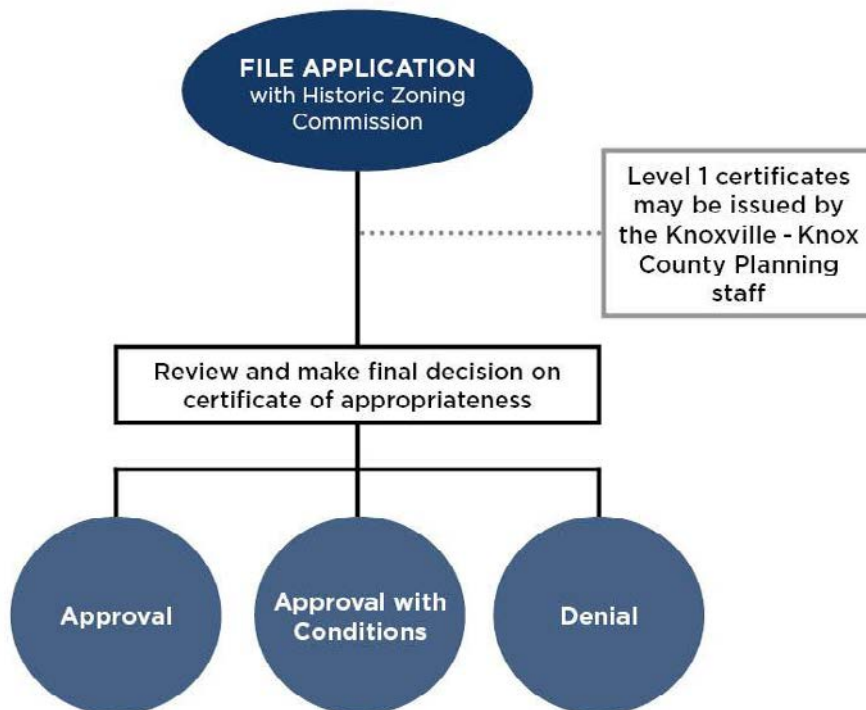 FILE APPLICATION
with Historic Zoning
Commission
Level 1 certificates
may be issued by
the Knoxville - Knox
County Planning
staff
Review and make final decision on
certificate of appropriateness
Approval
Approval with
Conditions
Denial